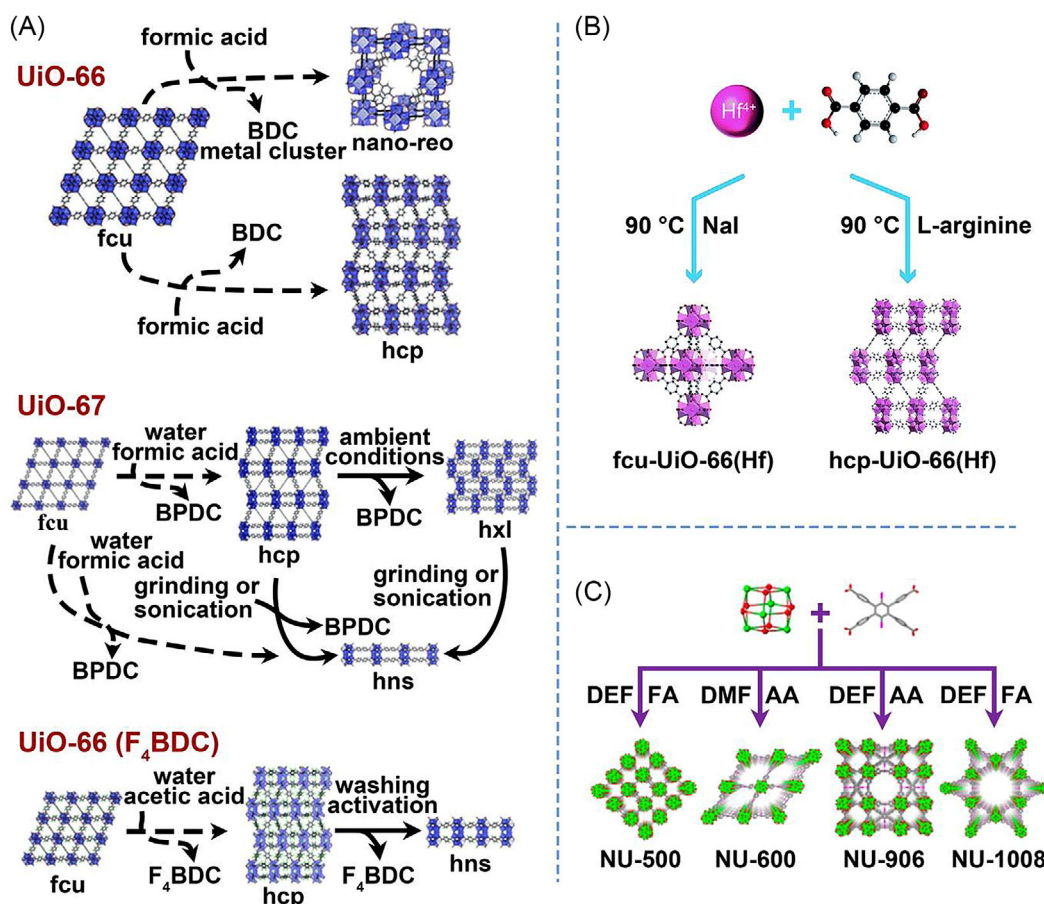 (A)
formic acid
UiO-66
BDC
metal cluster
nano-reo
fcu
BDC
formic acid
hcp
UiO-67
water
formic acid
ambient
conditions
BPDC
BPDC
fcu
hcp
hxl
water
formic acid
grinding or
sonication
grinding or
sonication
BPDC
BPDC
hns
UiO-66 (F₄BDC)
water
acetic acid
washing
activation
F₄BDC
F₄BDC
fcu
hcp
hns
(B)
Hf⁴⁺ +
90 °C NaI
90 °C L-arginine
fcu-UiO-66(Hf)
hcp-UiO-66(Hf)
(C)
+
DEF FA
DMF AA
DEF AA
DEF FA
NU-500
NU-600
NU-906
NU-1008